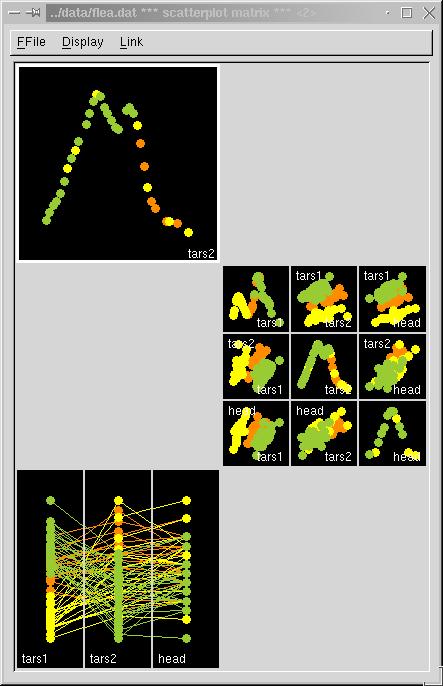 ../data/flea.dat *** scatterplot matrix *** <2>
FFile Display Link
tars2
tars1 tars1
tars1 tars2 head
tars2 tars2
tars1 tars2 head
head head
tars1 tars2 head
tars1 tars2 head